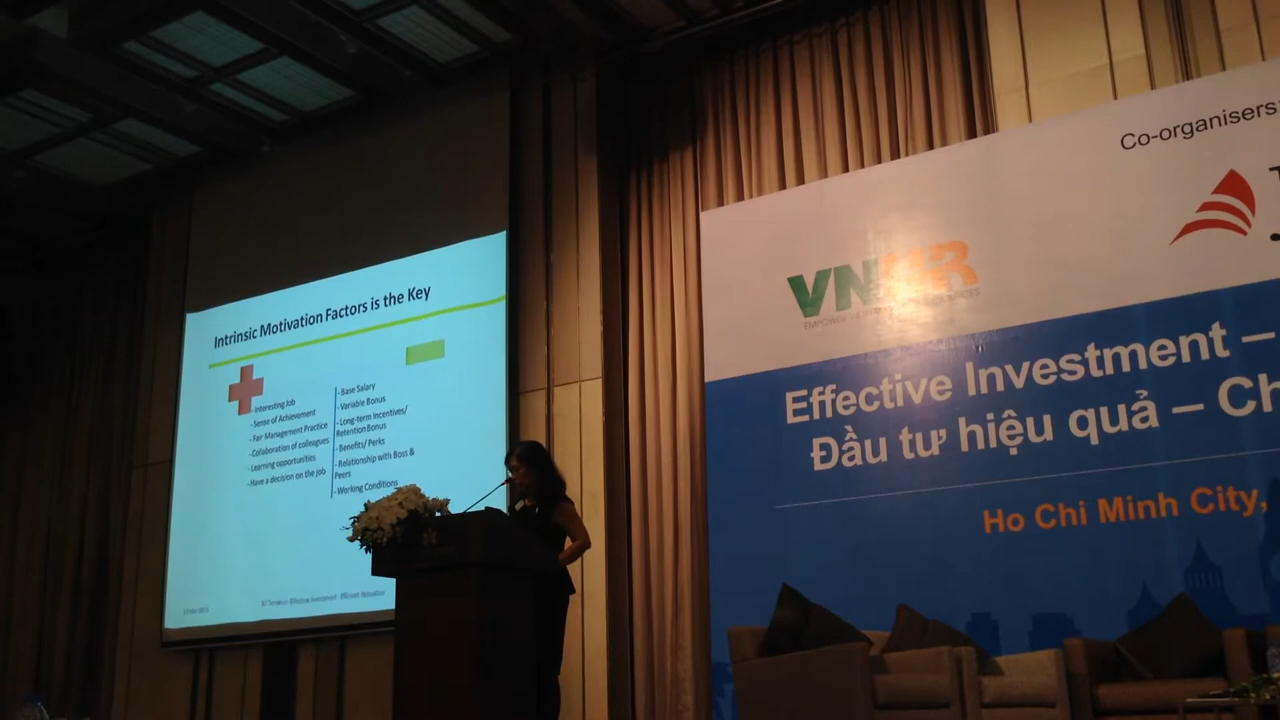 Intrinsic Motivation Factors is the Key
- Interesting Job
- Sense of Achievement
- Fair Management Practice
- Collaboration of colleagues
- Learning opportunities
- Have a decision on the job
- Base Salary
- Variable Bonus
- Long-term Incentives/
Retention Bonus
- Benefits/ Perks
- Relationship with Boss &
Peers
- Working Conditions
Co-organisers:
VNHR
Effective Investment –
Đầu tư hiệu quả – Ch
Ho Chi Minh City,